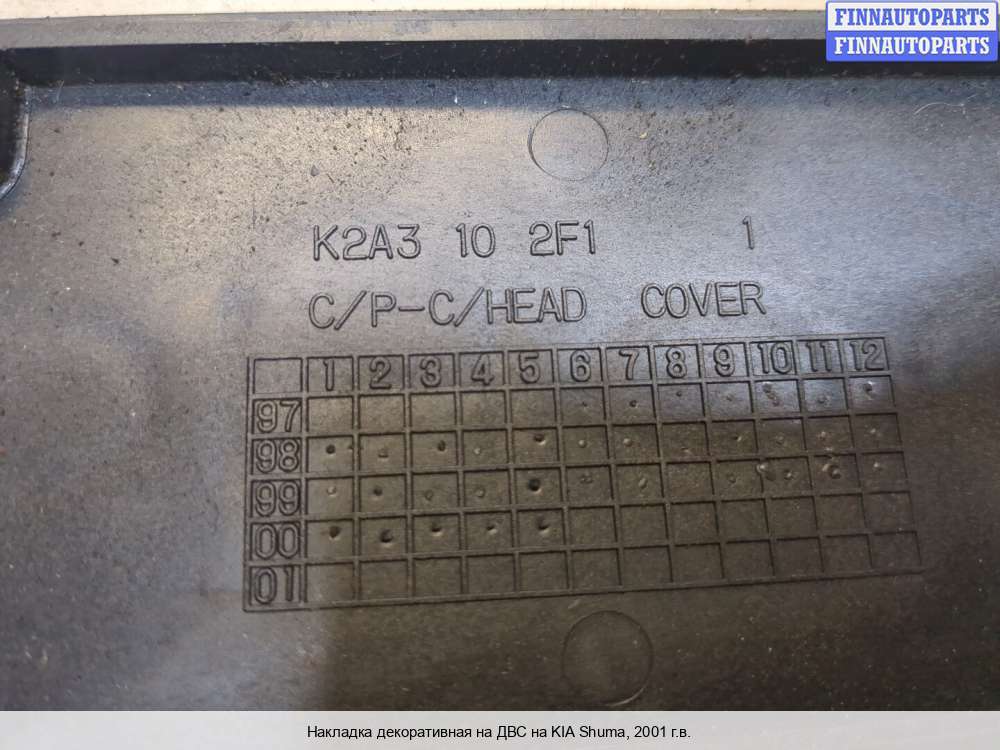 FINNAUTOPARTS
FINNAUTOPARTS
K2A3 10 2F1 1
C/P-C/HEAD COVER
1 2 3 4 5 6 7 8 9 10 11 12
97
98
99
00
01
Накладка декоративная на ДВС на KIA Shuma, 2001 г.в.